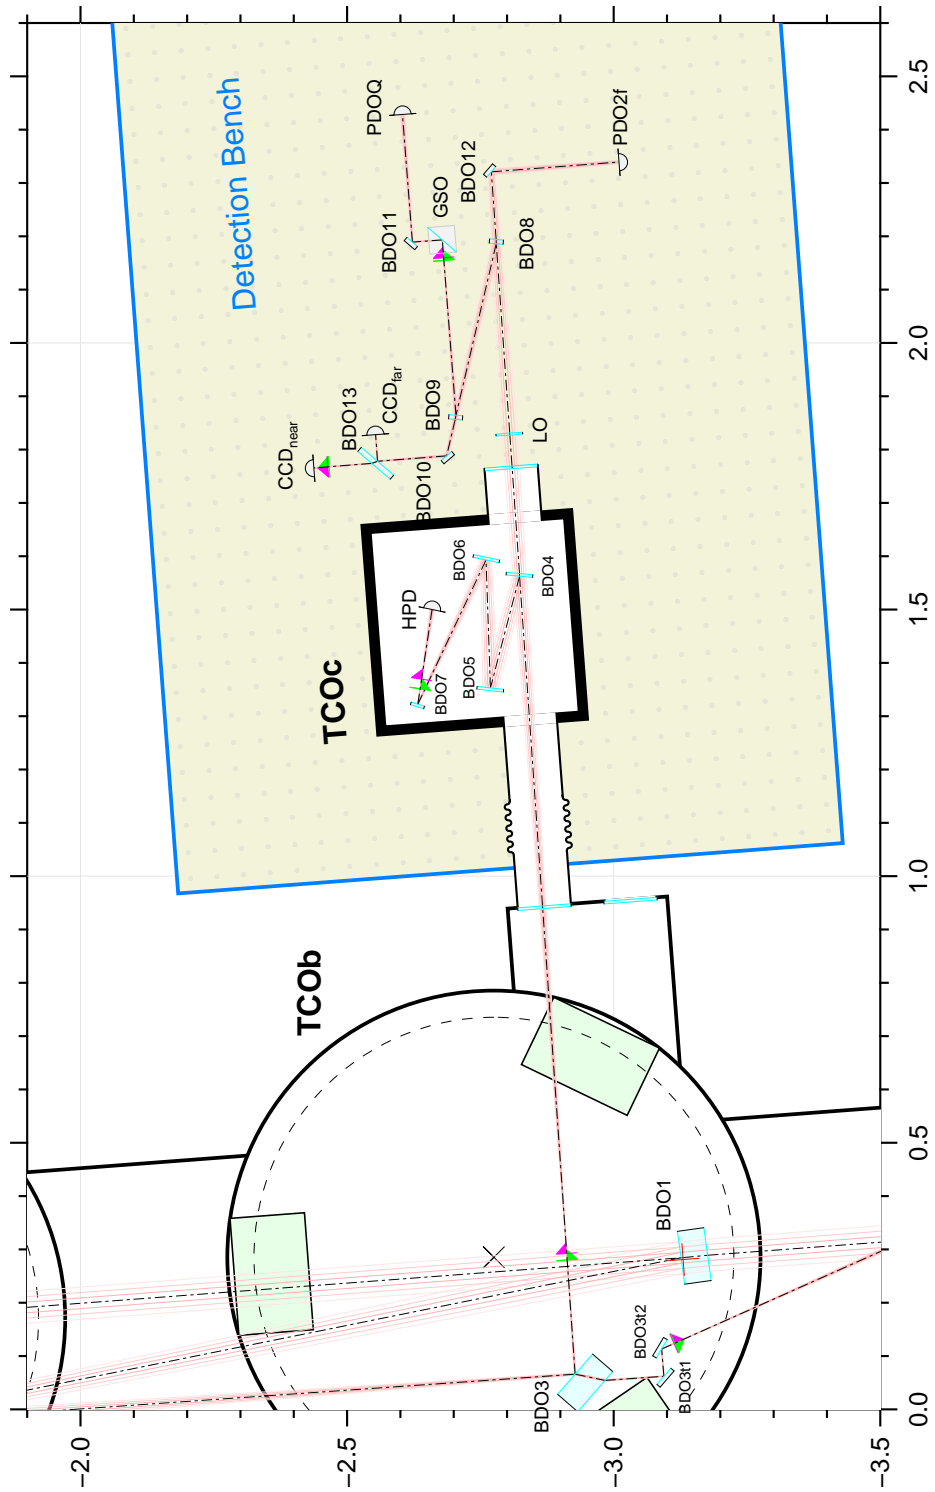 Detection Bench
PDOQ
BDO12
PDO2f
GSO
BDO11
BDO8
CCDfar
BDO13
BDO9
CCDnear
LO
BDO10
BDO6
BDO4
HPD
BDO5
BDO7
TCOc
TCOb
BDO1
BDO3t2
BDO3t1
BDO3
0.0
0.5
1.0
1.5
2.0
2.5
−2.0
−2.5
−3.0
−3.5